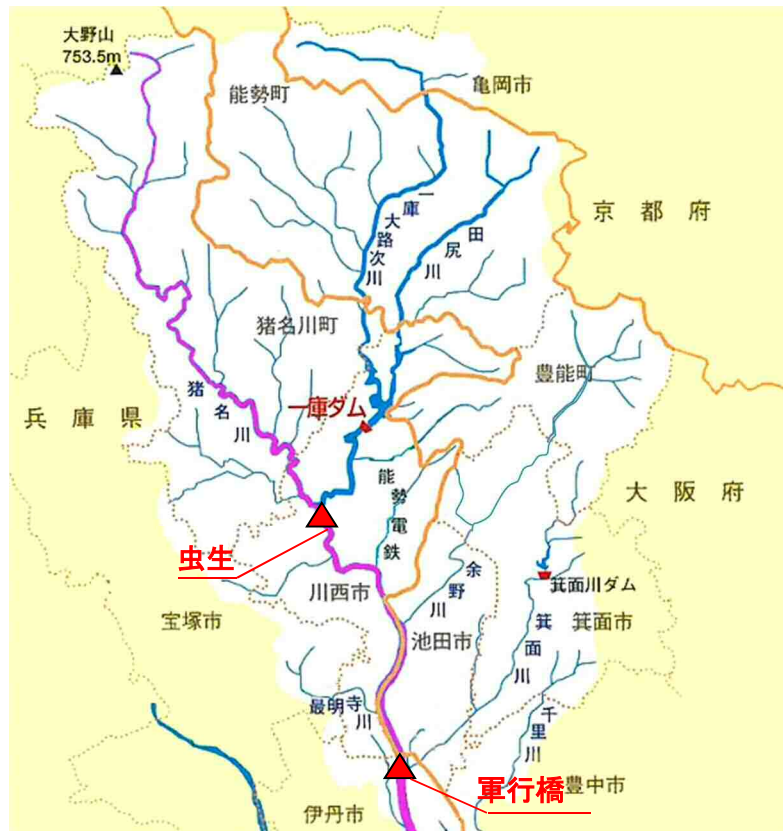 大野山
753.5m
亀岡市
能勢町
京都府
一庫大路次川
田尻川
猪名川町
豊能町
一庫ダム
猪名川
兵庫県
大阪府
能勢電鉄
虫生
余野川
箕面川ダム
川西市
宝塚市
池田市
箕面川
箕面市
最明寺川
千里川
豊中市
軍行橋
伊丹市